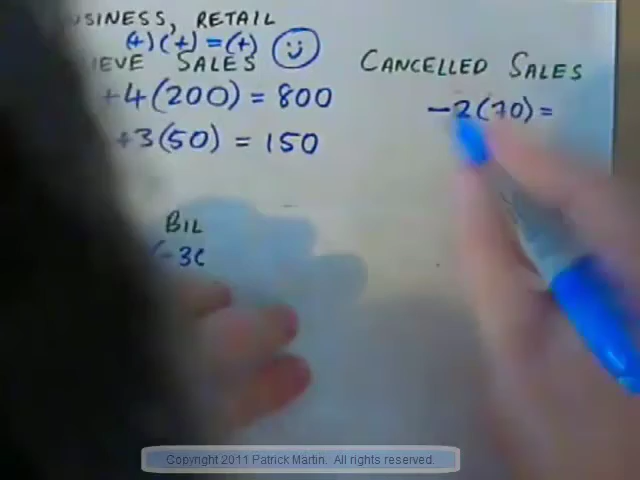 USINESS, RETAIL
(+)(+)=(+)
IEVE SALES
+4(200) = 800
+3(50) = 150
CANCELLED SALES
-2(70) =
BIL
(-30
Copyright 2011 Patrick Martin. All rights reserved.